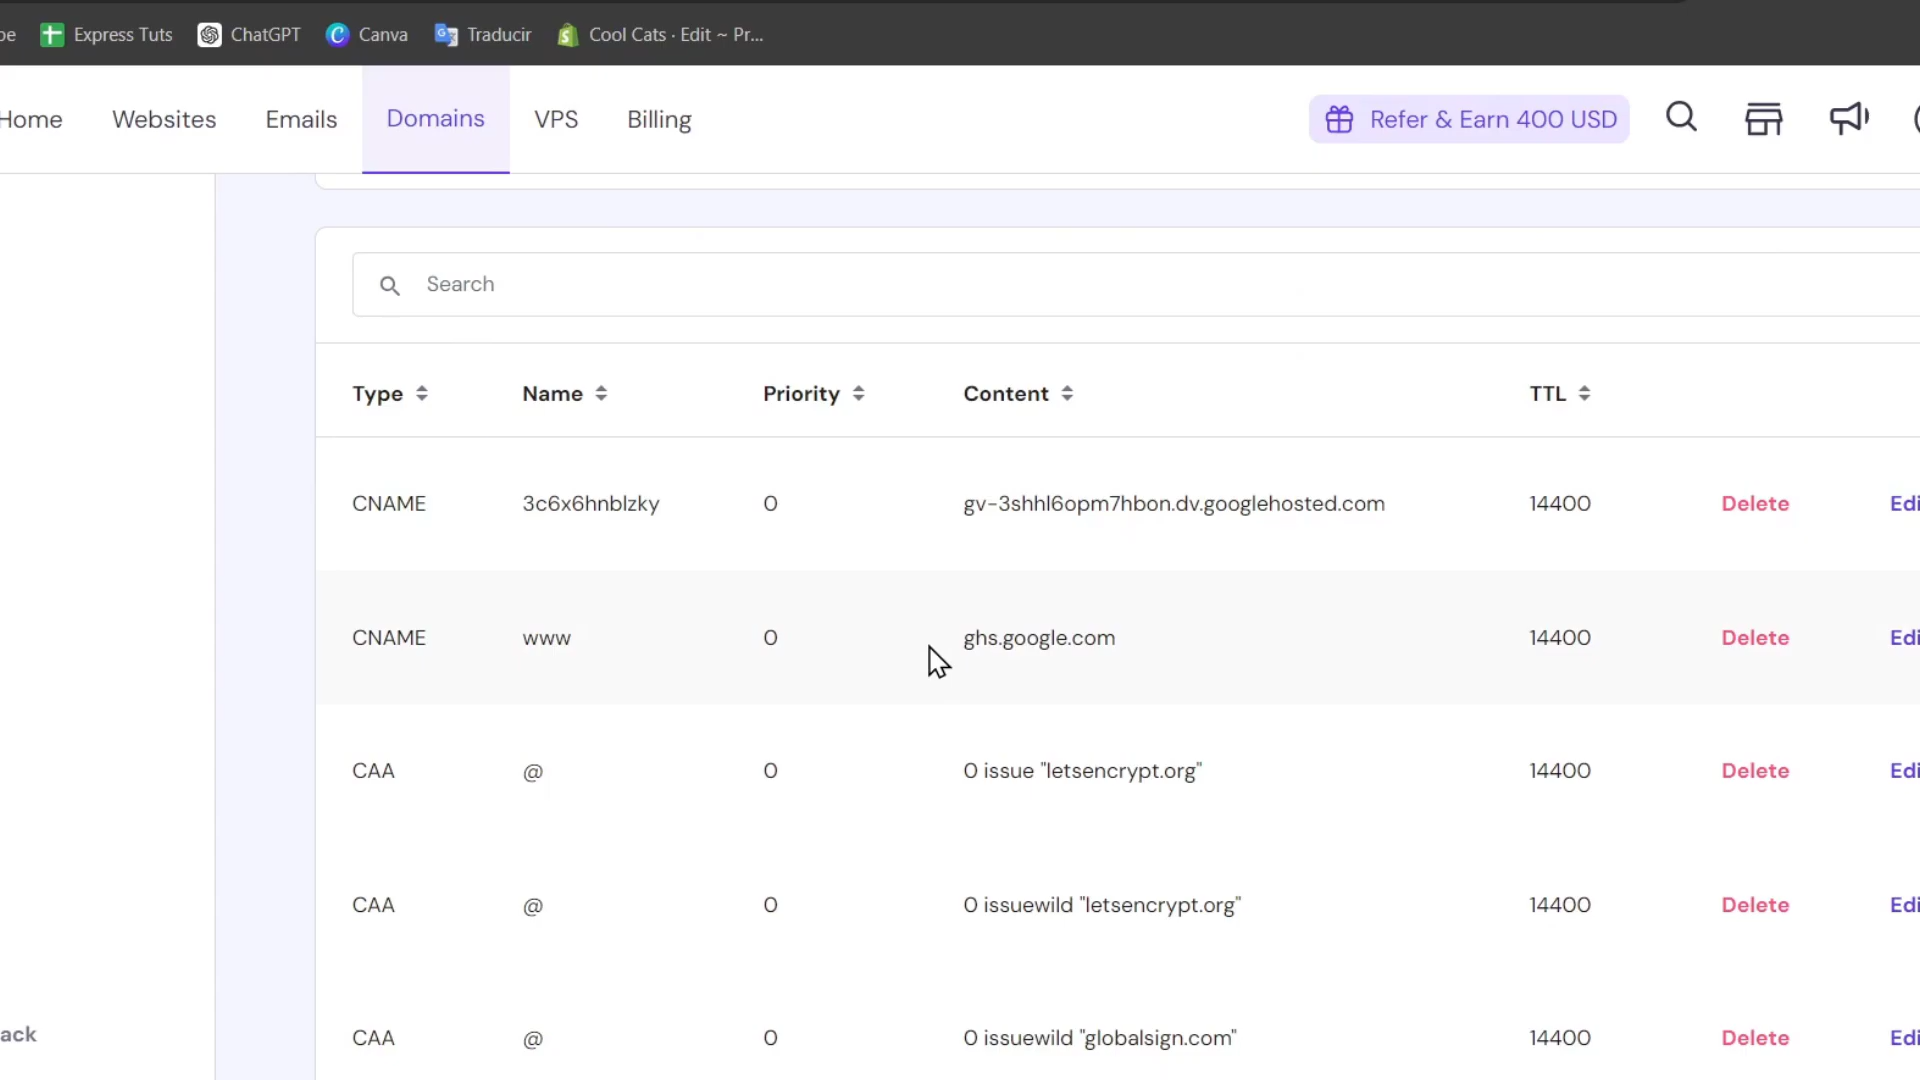 be Express Tuts ChatGPT Canva Traducir Cool Cats · Edit ~ Pr...
Home Websites Emails Domains VPS Billing Refer & Earn 400 USD
Search
Type Name Priority Content TTL
CNAME 3c6x6hnblzky 0 gv-3shhl6opm7hbon.dv.googlehosted.com 14400 Delete Edi
CNAME www 0 ghs.google.com 14400 Delete Edi
CAA @ 0 0 issue "letsencrypt.org" 14400 Delete Edi
CAA @ 0 0 issuewild "letsencrypt.org" 14400 Delete Edi
ack
CAA @ 0 0 issuewild "globalsign.com" 14400 Delete Edi